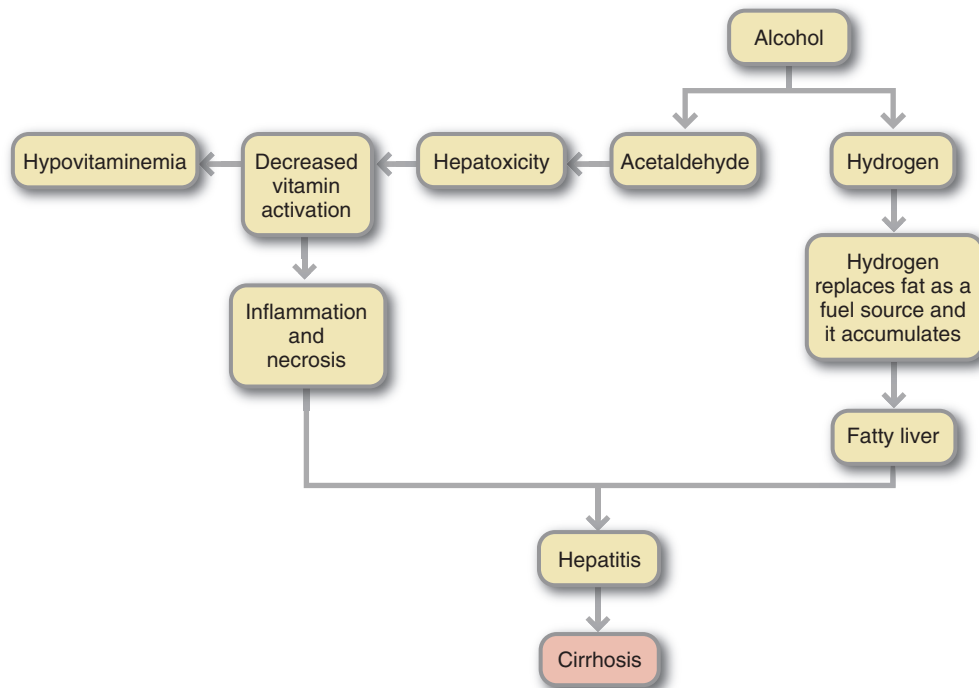 Alcohol
Hypovitaminemia
Decreased
vitamin
activation
Hepatoxicity
Acetaldehyde
Hydrogen
Hydrogen
replaces fat as a
fuel source and
it accumulates
Inflammation
and
necrosis
Fatty liver
Hepatitis
Cirrhosis